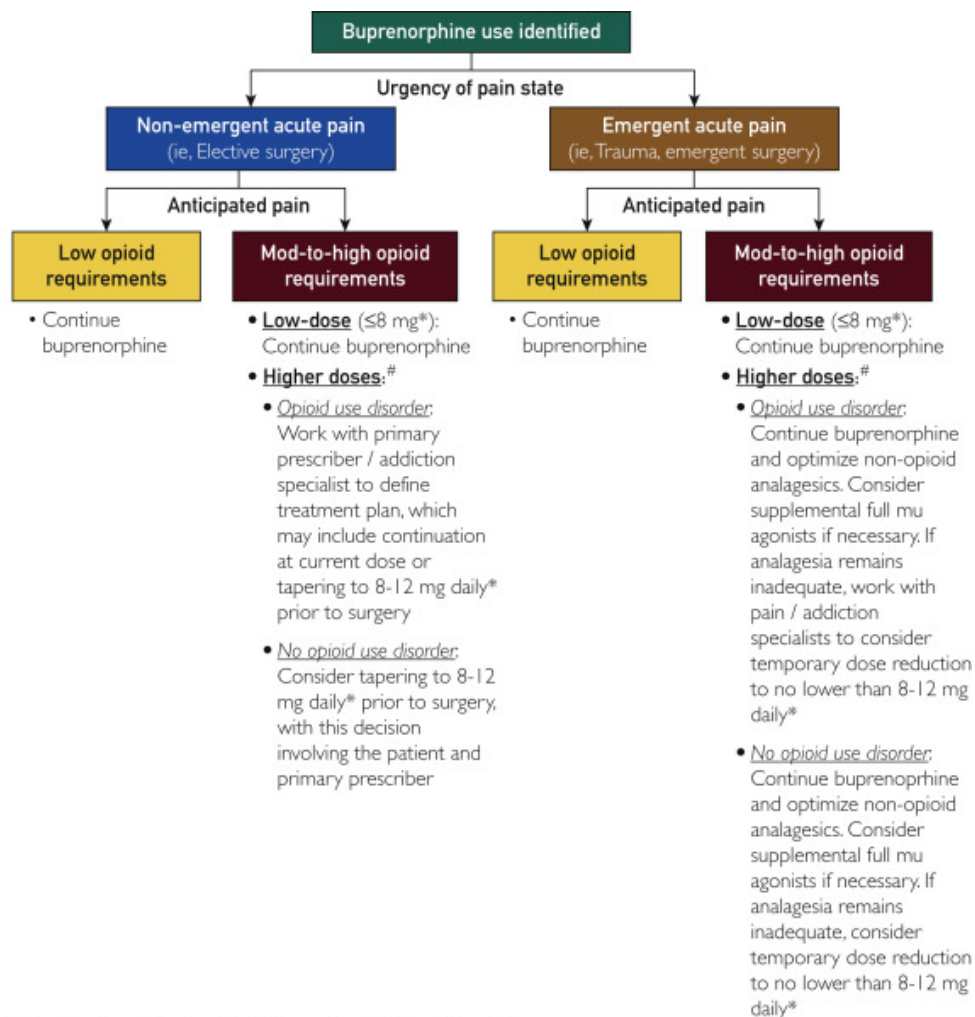 Buprenorphine use identified
Urgency of pain state
Non-emergent acute pain
(ie, Elective surgery)
Emergent acute pain
(ie, Trauma, emergent surgery)
Anticipated pain
Anticipated pain
Low opioid
requirements
Mod-to-high opioid
requirements
Low opioid
requirements
Mod-to-high opioid
requirements
• Continue
buprenorphine
• Low-dose (≤8 mg*):
Continue buprenorphine
• Higher doses:#
• Opioid use disorder:
Work with primary
prescriber / addiction
specialist to define
treatment plan, which
may include continuation
at current dose or
tapering to 8-12 mg daily*
prior to surgery
• No opioid use disorder:
Consider tapering to 8-12
mg daily* prior to surgery,
with this decision
involving the patient and
primary prescriber
• Continue
buprenorphine
• Low-dose (≤8 mg*):
Continue buprenorphine
• Higher doses:#
• Opioid use disorder:
Continue buprenorphine
and optimize non-opioid
analagesics. Consider
supplemental full mu
agonists if necessary. If
analagesia remains
inadequate, work with
pain / addiction
specialists to consider
temporary dose reduction
to no lower than 8-12 mg
daily*
• No opioid use disorder:
Continue buprenoprhine
and optimize non-opioid
analagesics. Consider
supplemental full mu
agonists if necessary. If
analagesia remains
inadequate, consider
temporary dose reduction
to no lower than 8-12 mg
daily*